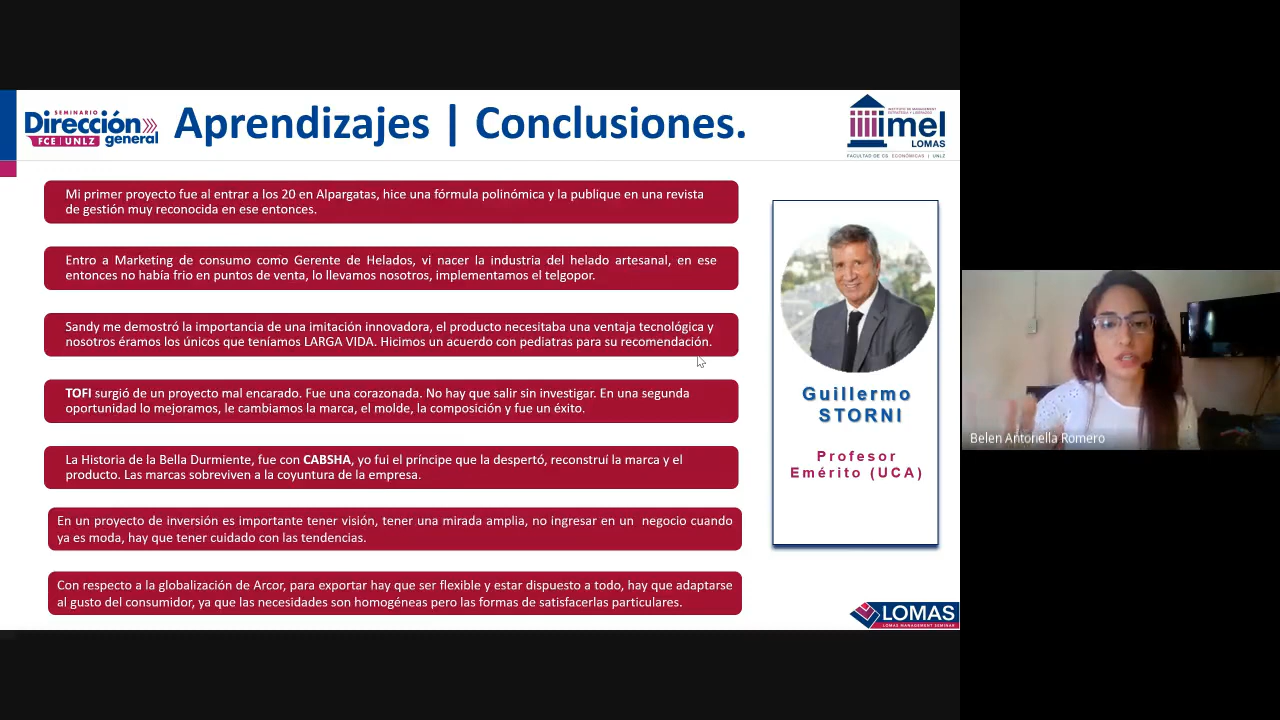 SEMINARIO
Dirección
general
FCE | UNLZ
Aprendizajes | Conclusiones.
INSTITUTO DE MANAGEMENT
ESTRATEGIA Y LIDERAZGO
imel
LOMAS
FACULTAD DE CS. ECONÓMICAS | UNLZ
Mi primer proyecto fue al entrar a los 20 en Alpargatas, hice una fórmula polinómica y la publique en una revista
de gestión muy reconocida en ese entonces.
Entro a Marketing de consumo como Gerente de Helados, vi nacer la industria del helado artesanal, en ese
entonces no había frio en puntos de venta, lo llevamos nosotros, implementamos el telgopor.
Sandy me demostró la importancia de una imitación innovadora, el producto necesitaba una ventaja tecnológica y
nosotros éramos los únicos que teníamos LARGA VIDA. Hicimos un acuerdo con pediatras para su recomendación.
TOFI surgió de un proyecto mal encarado. Fue una corazonada. No hay que salir sin investigar. En una segunda
oportunidad lo mejoramos, le cambiamos la marca, el molde, la composición y fue un éxito.
La Historia de la Bella Durmiente, fue con CABSHA, yo fui el príncipe que la despertó, reconstruí la marca y el
producto. Las marcas sobreviven a la coyuntura de la empresa.
En un proyecto de inversión es importante tener visión, tener una mirada amplia, no ingresar en un negocio cuando
ya es moda, hay que tener cuidado con las tendencias.
Con respecto a la globalización de Arcor, para exportar hay que ser flexible y estar dispuesto a todo, hay que adaptarse
al gusto del consumidor, ya que las necesidades son homogéneas pero las formas de satisfacerlas particulares.
Guillermo
STORNI
Profesor
Emérito (UCA)
LOMAS
LOMAS MANAGEMENT SEMINAR
Belen Antonella Romero